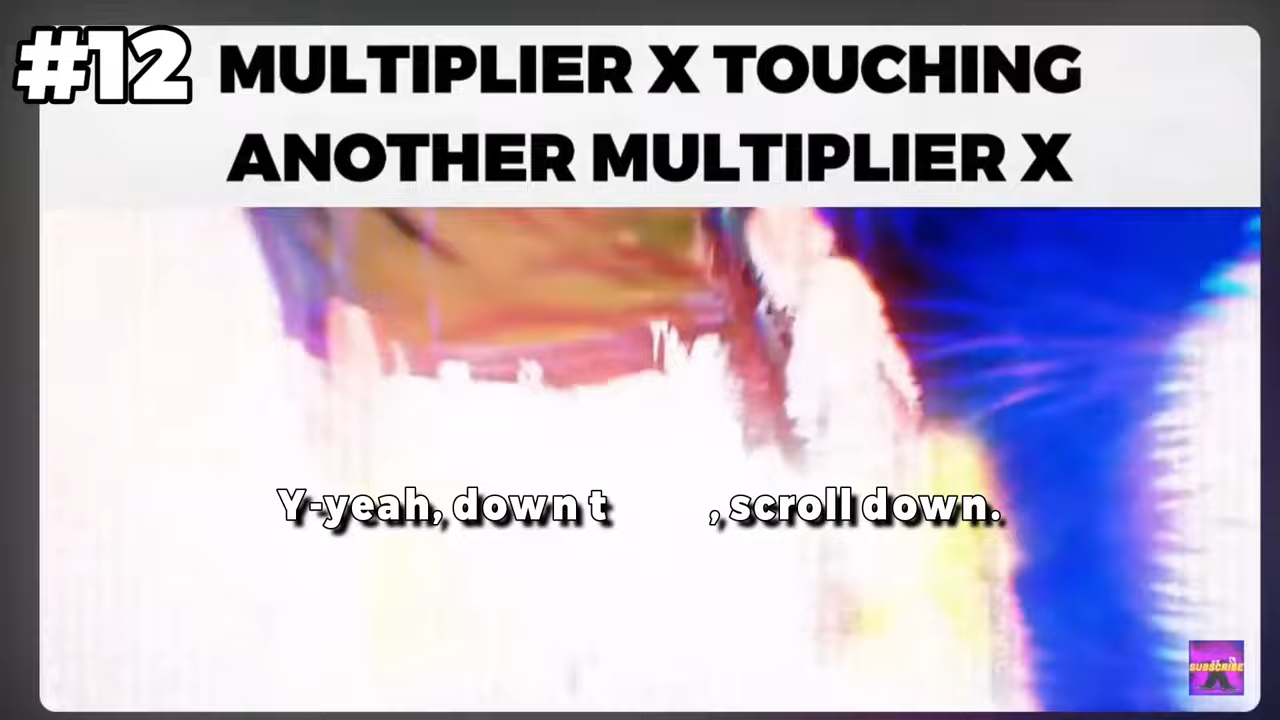 #12
MULTIPLIER X TOUCHING
ANOTHER MULTIPLIER X
Y-yeah, down t , scroll down.
SUBSCRIBE